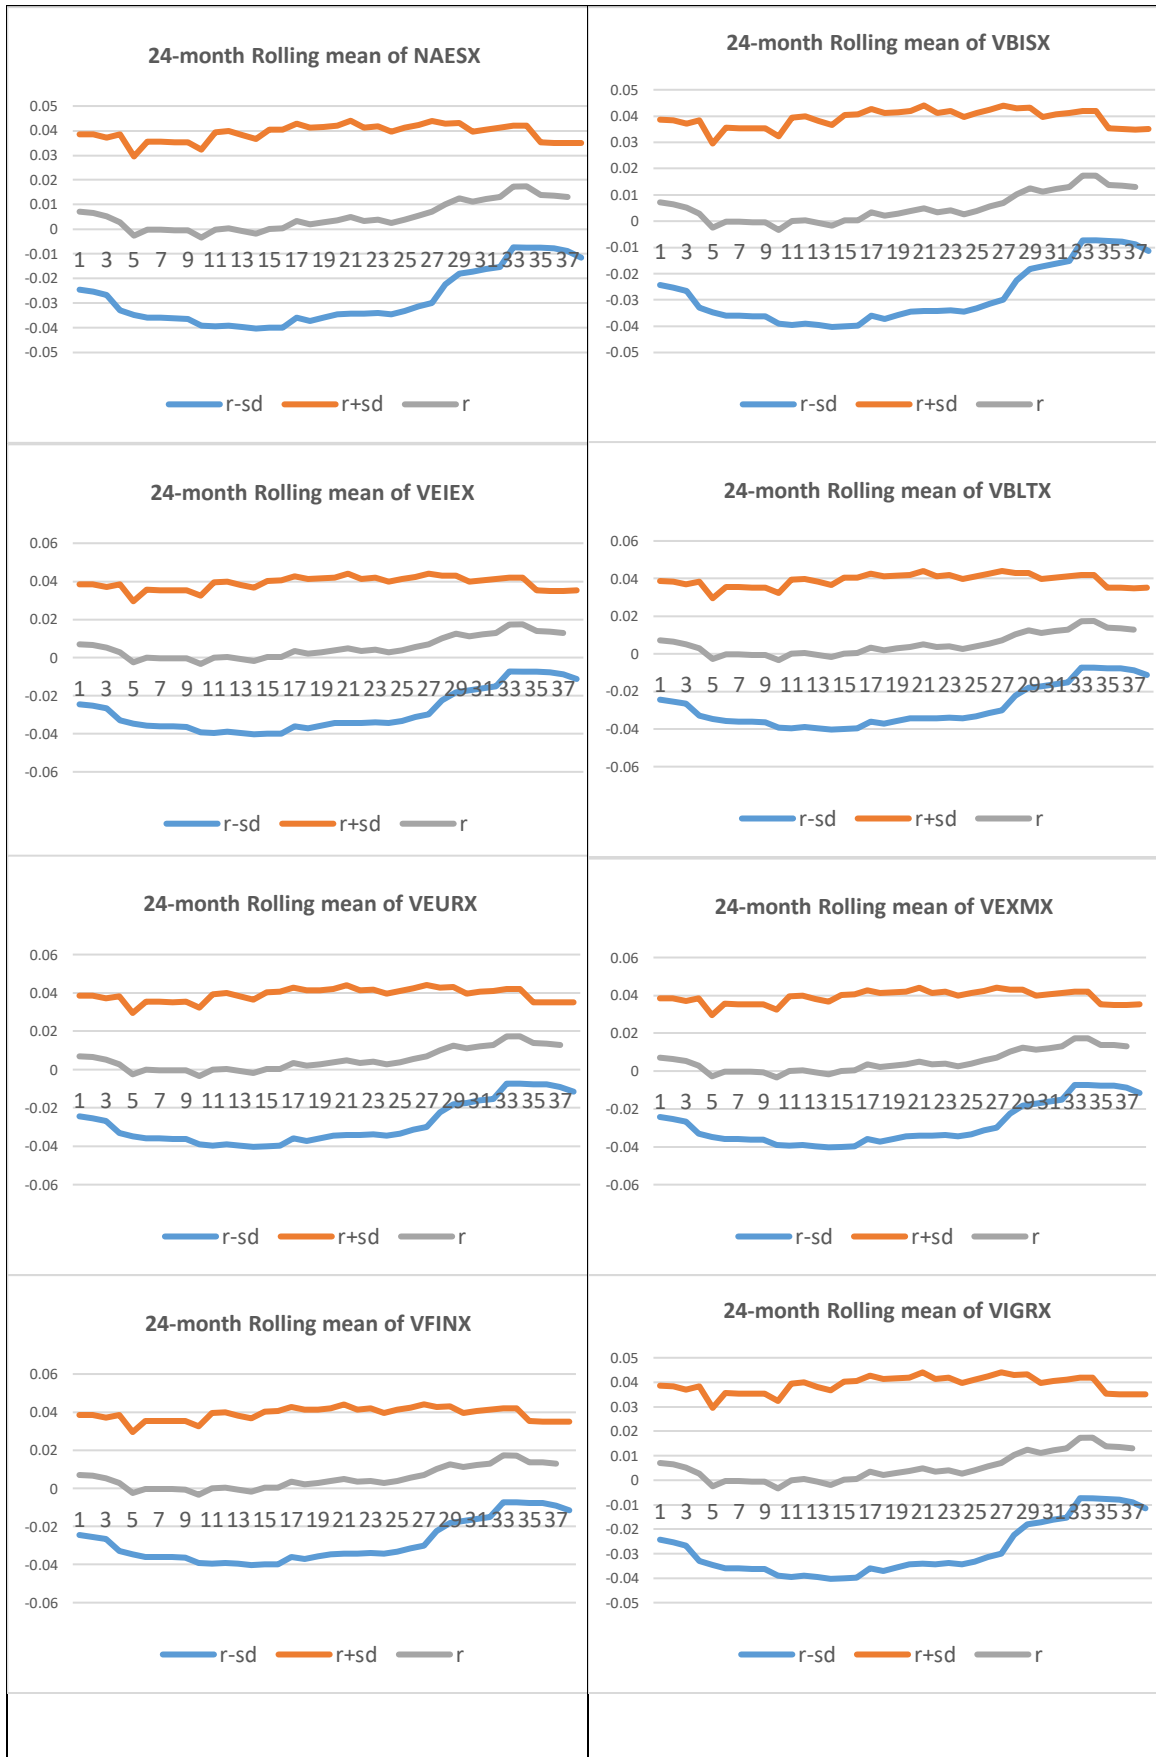 24-month Rolling mean of NAESX
0.05
0.04
0.03
0.02
0.01
0
-0.01
-0.02
-0.03
-0.04
-0.05
1 3 5 7 9 11 13 15 17 19 21 23 25 27 29 31 33 35 37
r-sd r+sd r
24-month Rolling mean of VBISX
0.05
0.04
0.03
0.02
0.01
0
-0.01
-0.02
-0.03
-0.04
-0.05
1 3 5 7 9 11 13 15 17 19 21 23 25 27 29 31 33 35 37
r-sd r+sd r
24-month Rolling mean of VEIEX
0.06
0.04
0.02
0
-0.02
-0.04
-0.06
1 3 5 7 9 11 13 15 17 19 21 23 25 27 29 31 33 35 37
r-sd r+sd r
24-month Rolling mean of VBLTX
0.06
0.04
0.02
0
-0.02
-0.04
-0.06
1 3 5 7 9 11 13 15 17 19 21 23 25 27 29 31 33 35 37
r-sd r+sd r
24-month Rolling mean of VEURX
0.06
0.04
0.02
0
-0.02
-0.04
-0.06
1 3 5 7 9 11 13 15 17 19 21 23 25 27 29 31 33 35 37
r-sd r+sd r
24-month Rolling mean of VEXMX
0.06
0.04
0.02
0
-0.02
-0.04
-0.06
1 3 5 7 9 11 13 15 17 19 21 23 25 27 29 31 33 35 37
r-sd r+sd r
24-month Rolling mean of VFINX
0.06
0.04
0.02
0
-0.02
-0.04
-0.06
1 3 5 7 9 11 13 15 17 19 21 23 25 27 29 31 33 35 37
r-sd r+sd r
24-month Rolling mean of VIGRX
0.05
0.04
0.03
0.02
0.01
0
-0.01
-0.02
-0.03
-0.04
-0.05
1 3 5 7 9 11 13 15 17 19 21 23 25 27 29 31 33 35 37
r-sd r+sd r